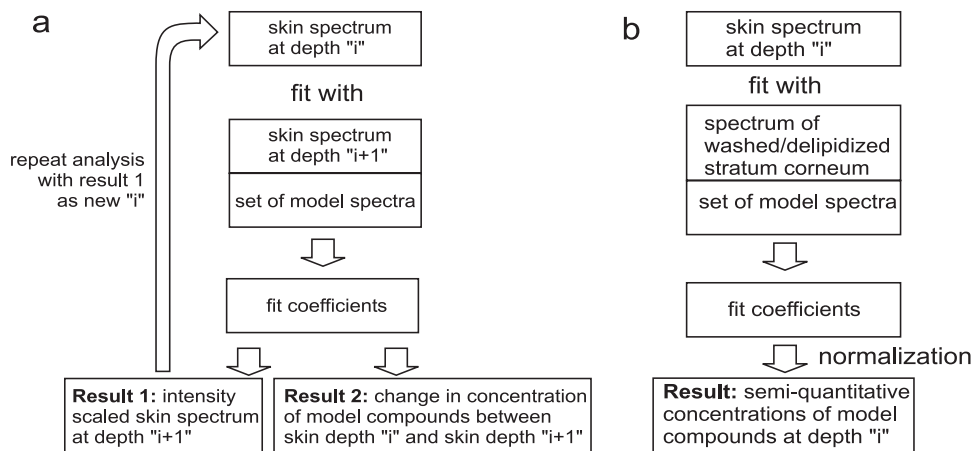 a
skin spectrum
at depth "i"
fit with
skin spectrum
at depth "i+1"
set of model spectra
repeat analysis
with result 1
as new "i"
fit coefficients
Result 1: intensity
scaled skin spectrum
at depth "i+1"
Result 2: change in concentration
of model compounds between
skin depth "i" and skin depth "i+1"
b
skin spectrum
at depth "i"
fit with
spectrum of
washed/delipidized
stratum corneum
set of model spectra
fit coefficients
normalization
Result: semi-quantitative
concentrations of model
compounds at depth "i"